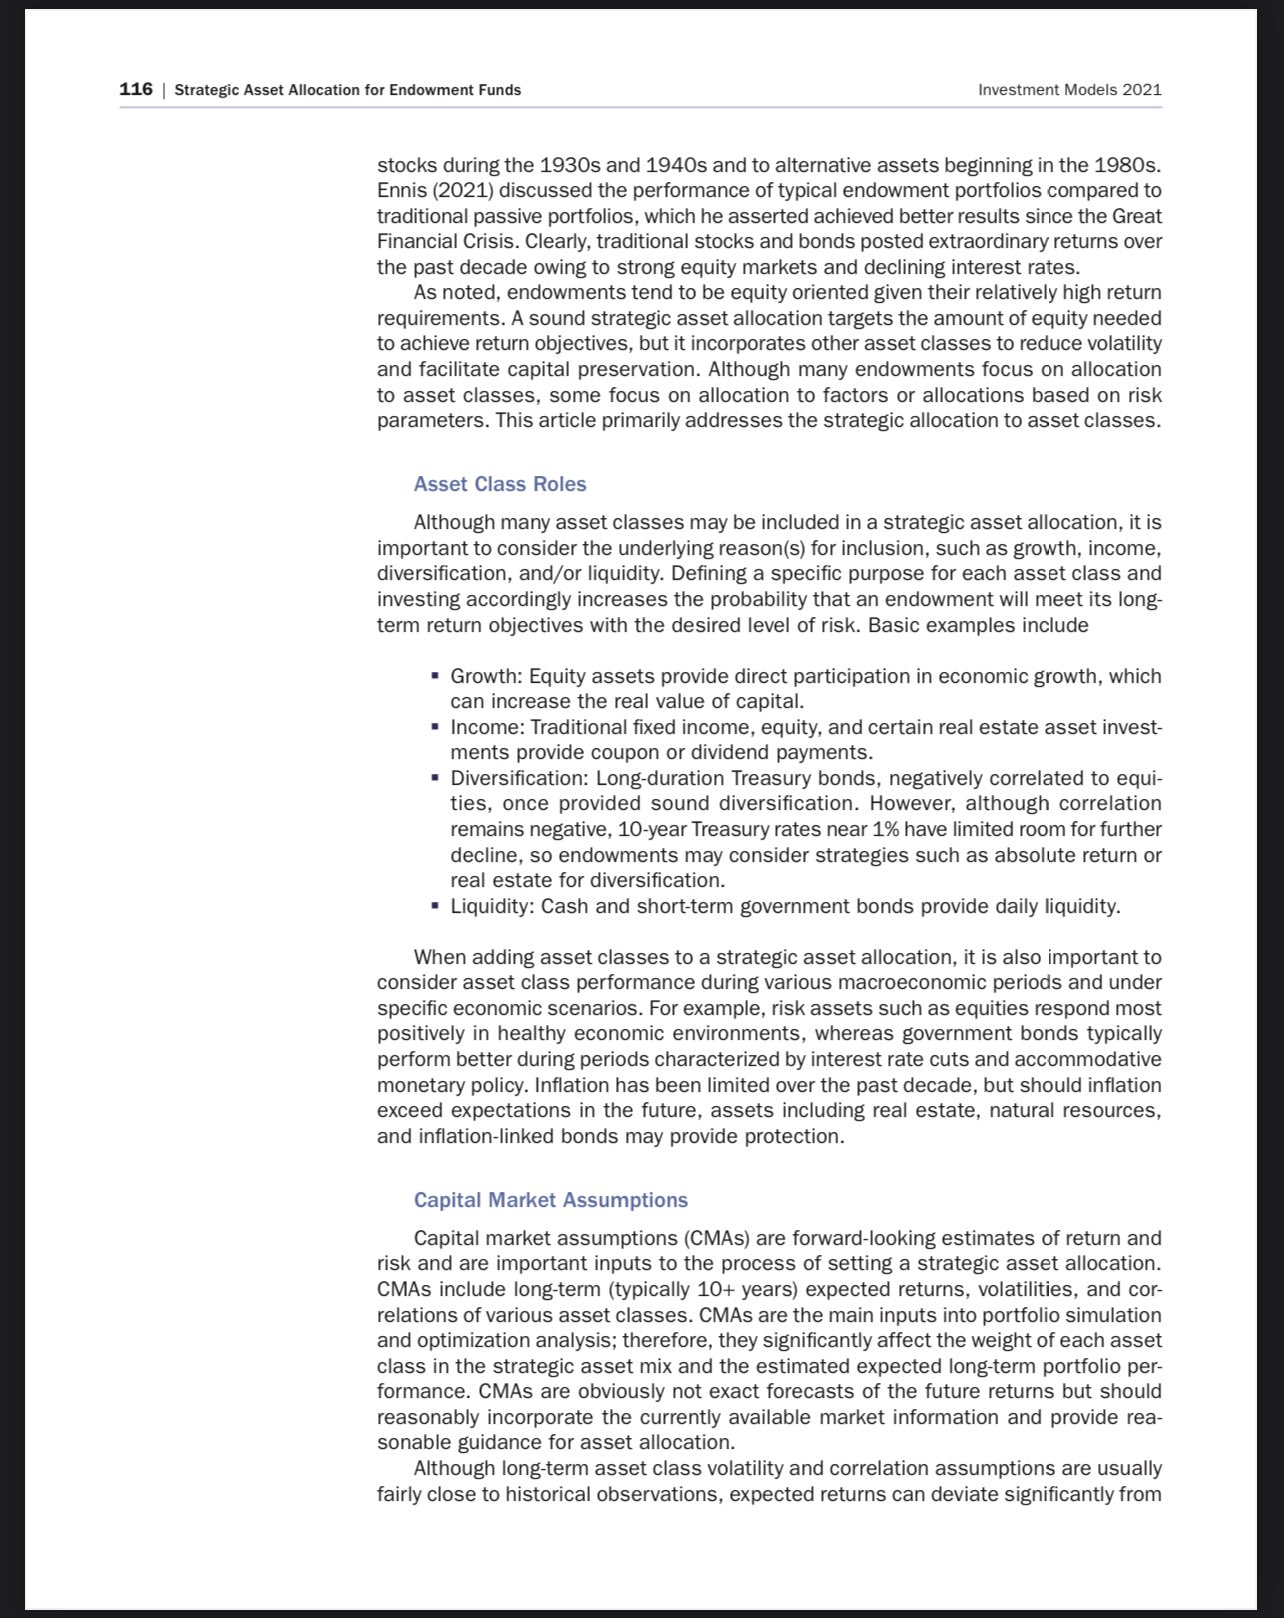 116 | Strategic Asset Allocation for Endowment Funds
Investment Models 2021
stocks during the 1930s and 1940s and to alternative assets beginning in the 1980s.
Ennis (2021) discussed the performance of typical endowment portfolios compared to
traditional passive portfolios, which he asserted achieved better results since the Great
Financial Crisis. Clearly, traditional stocks and bonds posted extraordinary returns over
the past decade owing to strong equity markets and declining interest rates.
As noted, endowments tend to be equity oriented given their relatively high return
requirements. A sound strategic asset allocation targets the amount of equity needed
to achieve return objectives, but it incorporates other asset classes to reduce volatility
and facilitate capital preservation. Although many endowments focus on allocation
to asset classes, some focus on allocation to factors or allocations based on risk
parameters. This article primarily addresses the strategic allocation to asset classes.
Asset Class Roles
Although many asset classes may be included in a strategic asset allocation, it is
important to consider the underlying reason(s) for inclusion, such as growth, income,
diversification, and/or liquidity. Defining a specific purpose for each asset class and
investing accordingly increases the probability that an endowment will meet its long-
term return objectives with the desired level of risk. Basic examples include
▪ Growth: Equity assets provide direct participation in economic growth, which
can increase the real value of capital.
▪ Income: Traditional fixed income, equity, and certain real estate asset invest-
ments provide coupon or dividend payments.
▪ Diversification: Long-duration Treasury bonds, negatively correlated to equi-
ties, once provided sound diversification. However, although correlation
remains negative, 10-year Treasury rates near 1% have limited room for further
decline, so endowments may consider strategies such as absolute return or
real estate for diversification.
▪ Liquidity: Cash and short-term government bonds provide daily liquidity.
When adding asset classes to a strategic asset allocation, it is also important to
consider asset class performance during various macroeconomic periods and under
specific economic scenarios. For example, risk assets such as equities respond most
positively in healthy economic environments, whereas government bonds typically
perform better during periods characterized by interest rate cuts and accommodative
monetary policy. Inflation has been limited over the past decade, but should inflation
exceed expectations in the future, assets including real estate, natural resources,
and inflation-linked bonds may provide protection.
Capital Market Assumptions
Capital market assumptions (CMAs) are forward-looking estimates of return and
risk and are important inputs to the process of setting a strategic asset allocation.
CMAs include long-term (typically 10+ years) expected returns, volatilities, and cor-
relations of various asset classes. CMAs are the main inputs into portfolio simulation
and optimization analysis; therefore, they significantly affect the weight of each asset
class in the strategic asset mix and the estimated expected long-term portfolio per-
formance. CMAs are obviously not exact forecasts of the future returns but should
reasonably incorporate the currently available market information and provide rea-
sonable guidance for asset allocation.
Although long-term asset class volatility and correlation assumptions are usually
fairly close to historical observations, expected returns can deviate significantly from